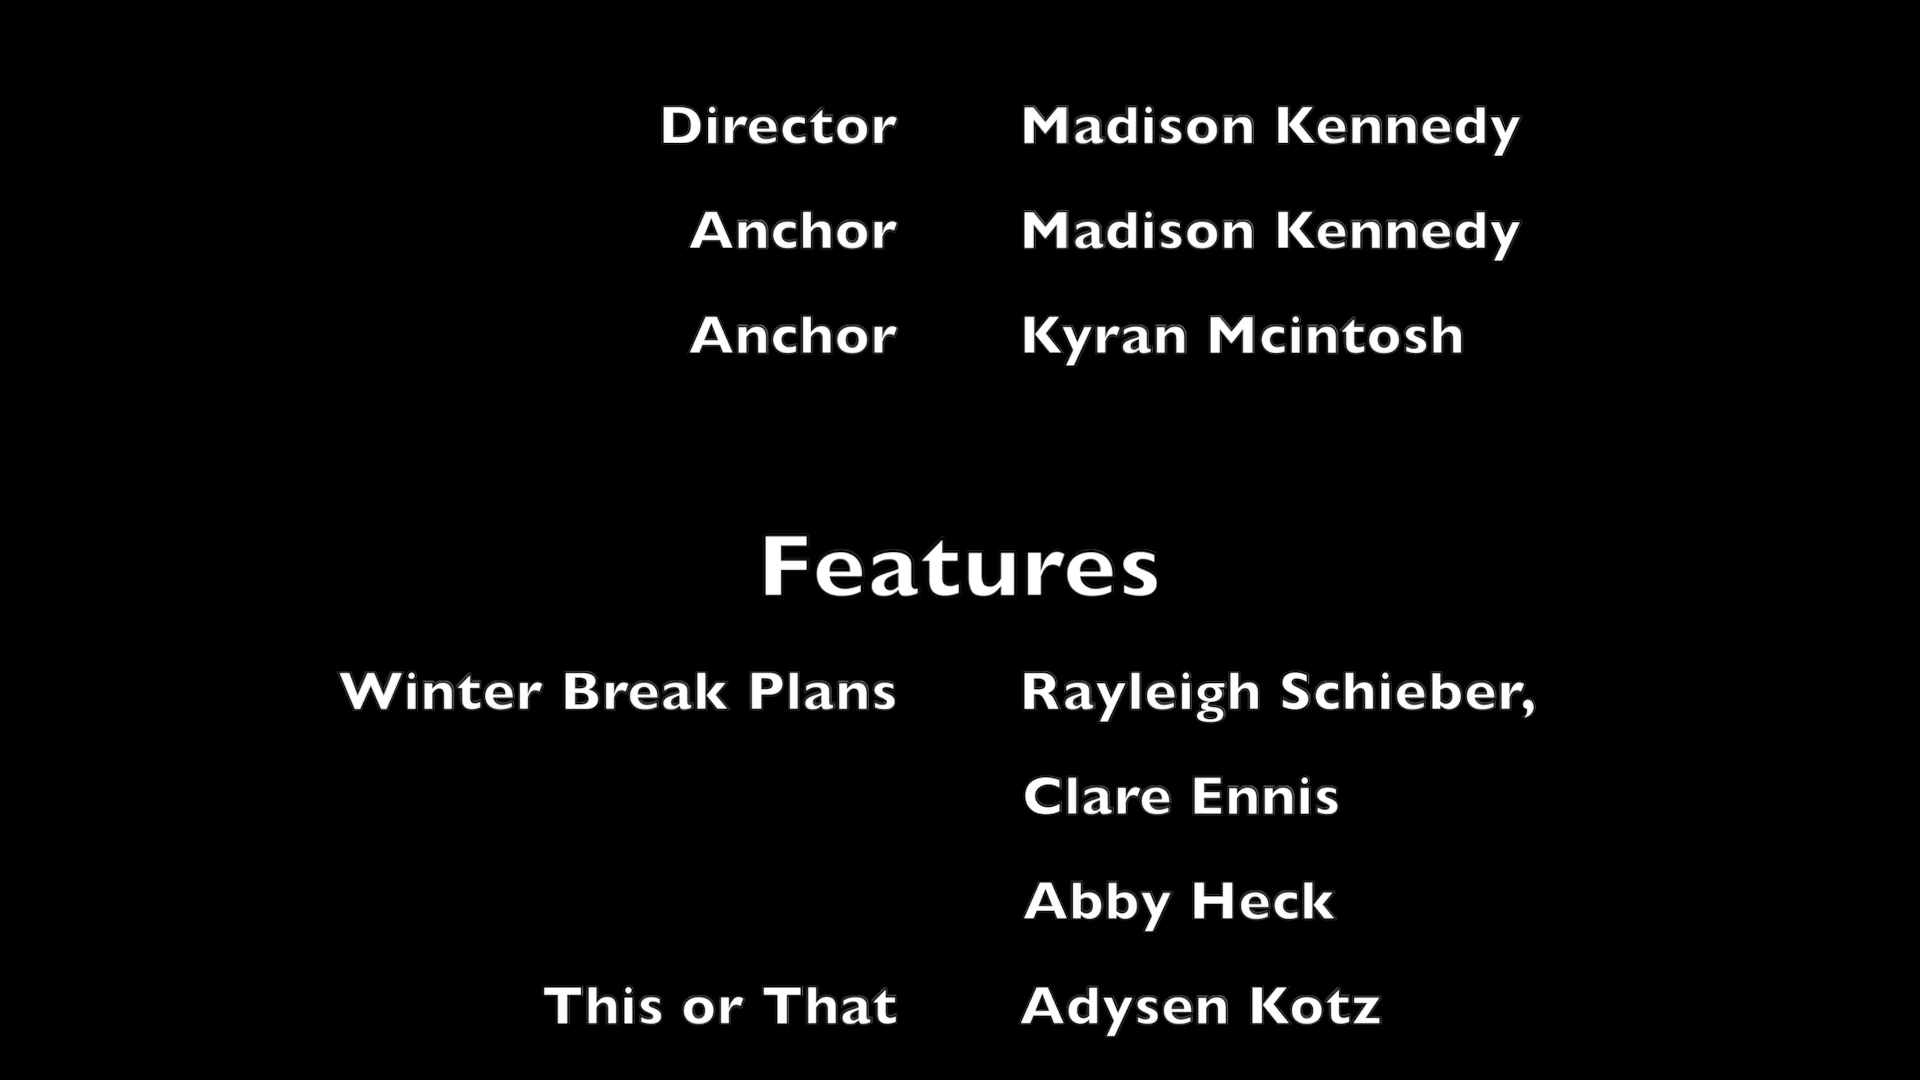 Director Madison Kennedy
Anchor Madison Kennedy
Anchor Kyran Mcintosh
Features
Winter Break Plans Rayleigh Schieber,
Clare Ennis
Abby Heck
This or That Adysen Kotz